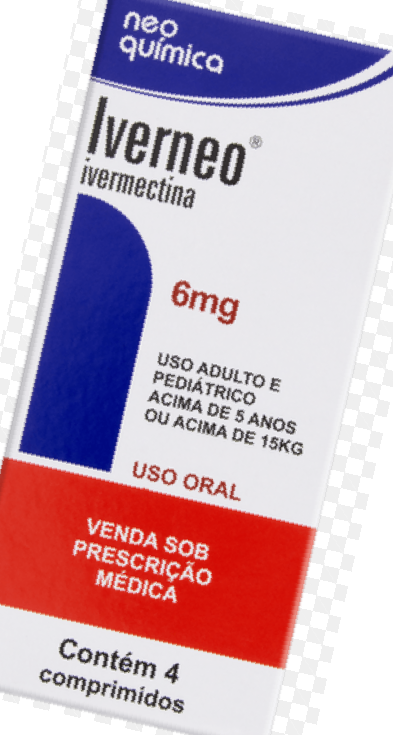 neo
química
Iverneo®
ivermectina
6mg
USO ADULTO E
PEDIÁTRICO
ACIMA DE 5 ANOS
OU ACIMA DE 15KG
USO ORAL
VENDA SOB
PRESCRIÇÃO
MÉDICA
Contém 4
comprimidos